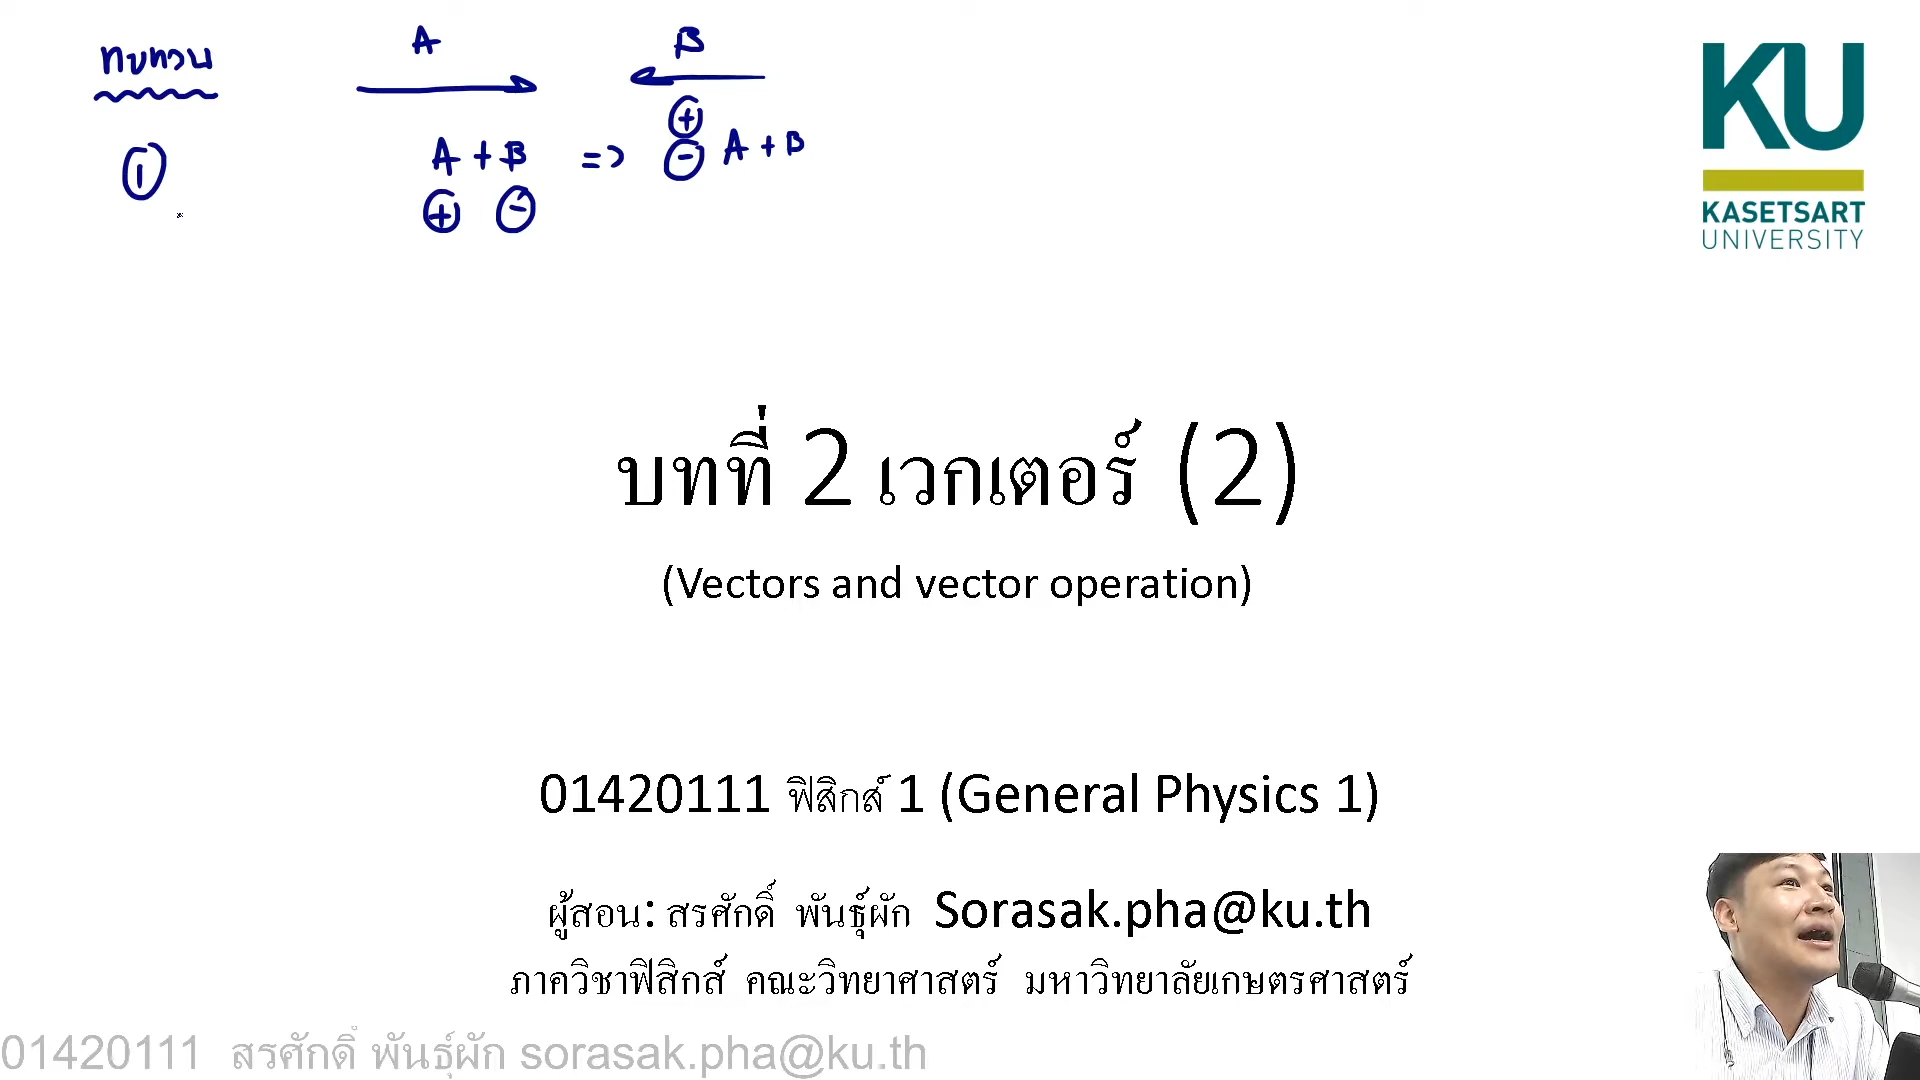 ทบทวน
A
B
①
A + B => ⊕ ⊖ A + B
⊕ ⊖
KU
KASETSART
UNIVERSITY
บทที่ 2 เวกเตอร์ (2)
(Vectors and vector operation)
01420111 ฟิสิกส์ 1 (General Physics 1)
ผู้สอน: สรศักดิ์ พันธุ์ผัก Sorasak.pha@ku.th
ภาควิชาฟิสิกส์ คณะวิทยาศาสตร์ มหาวิทยาลัยเกษตรศาสตร์
01420111 สรศักดิ์ พันธุ์ผัก sorasak.pha@ku.th